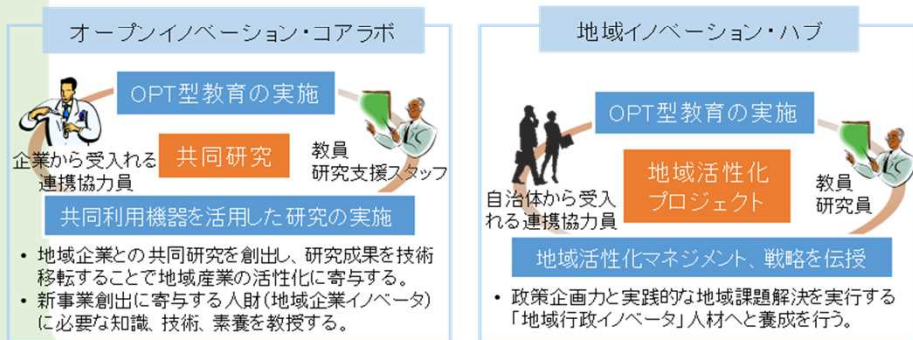 オープンイノベーション・コアラボ
OPT型教育の実施
企業から受入れる
連携協力員
共同研究
教員
研究支援スタッフ
共同利用機器を活用した研究の実施
• 地域企業との共同研究を創出し、研究成果を技術
移転することで地域産業の活性化に寄与する。
• 新事業創出に寄与する人財(地域企業イノベータ)
に必要な知識、技術、素養を教授する。
地域イノベーション・ハブ
OPT型教育の実施
自治体から受入
れる連携協力員
地域活性化
プロジェクト
教員
研究員
地域活性化マネジメント、戦略を伝授
• 政策企画力と実践的な地域課題解決を実行する
「地域行政イノベータ」人材へと養成を行う。